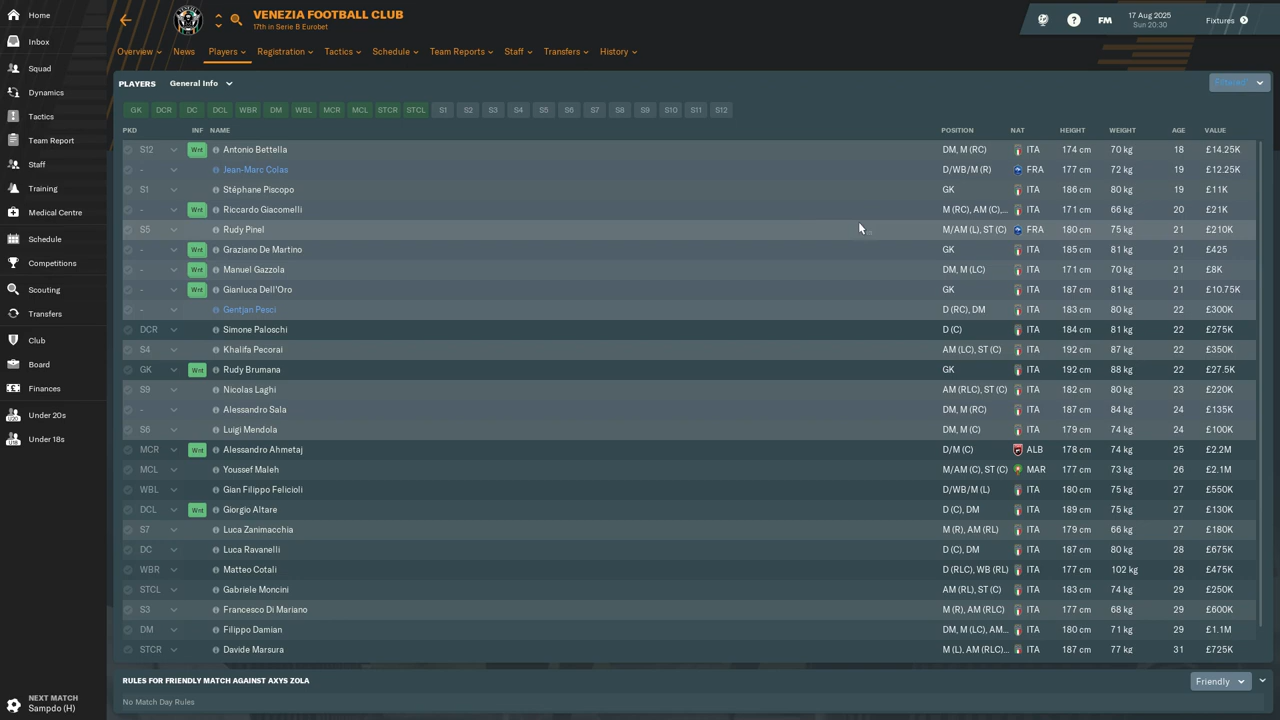 Home
Inbox
Squad
Dynamics
Tactics
Team Report
Staff
Training
Medical Centre
Schedule
Competitions
Scouting
Transfers
Club
Board
Finances
Under 20s
Under 18s
NEXT MATCH
Sampdo (H)
VENEZIA FOOTBALL CLUB
17th in Serie B Eurobet
FM
17 Aug 2025
Sun 20:30
Fixtures
Overview News Players Registration Tactics Schedule Team Reports Staff Transfers History
PLAYERS General Info
GK DCR DC DCL WBR DM WBL MCR MCL STCR STCL S1 S2 S3 S4 S5 S6 S7 S8 S9 S10 S11 S12
PKD INF NAME POSITION NAT HEIGHT WEIGHT AGE VALUE
S12 Wnt Antonio Bettella DM, M (RC) ITA 174 cm 70 kg 18 £14.25K
- Jean-Marc Colas D/WB/M (R) FRA 177 cm 72 kg 19 £12.25K
S1 Stéphane Piscopo GK ITA 186 cm 80 kg 19 £11K
- Wnt Riccardo Giacomelli M (RC), AM (C),... ITA 171 cm 66 kg 20 £21K
S5 Rudy Pinel M/AM (L), ST (C) FRA 180 cm 75 kg 21 £210K
- Wnt Graziano De Martino GK ITA 185 cm 81 kg 21 £425
- Wnt Manuel Gazzola DM, M (LC) ITA 171 cm 70 kg 21 £8K
- Wnt Gianluca Dell'Oro GK ITA 187 cm 81 kg 21 £10.75K
- Gentjan Pesci D (RC), DM ITA 183 cm 80 kg 22 £300K
DCR Simone Paloschi D (C) ITA 184 cm 81 kg 22 £275K
S4 Khalifa Pecorai AM (LC), ST (C) ITA 192 cm 87 kg 22 £350K
GK Wnt Rudy Brumana GK ITA 192 cm 88 kg 22 £27.5K
S9 Nicolas Laghi AM (RLC), ST (C) ITA 182 cm 80 kg 23 £220K
- Alessandro Sala DM, M (RC) ITA 187 cm 84 kg 24 £135K
S6 Luigi Mendola DM, M (C) ITA 179 cm 74 kg 24 £100K
MCR Wnt Alessandro Ahmetaj D/M (C) ALB 178 cm 74 kg 25 £2.2M
MCL Youssef Maleh M/AM (C), ST (C) MAR 177 cm 73 kg 26 £2.1M
WBL Gian Filippo Felicioli D/WB/M (L) ITA 180 cm 75 kg 27 £550K
DCL Wnt Giorgio Altare D (C), DM ITA 189 cm 75 kg 27 £130K
S7 Luca Zanimacchia M (R), AM (RL) ITA 179 cm 66 kg 27 £180K
DC Luca Ravanelli D (C), DM ITA 187 cm 80 kg 28 £675K
WBR Matteo Cotali D (RLC), WB (RL) ITA 177 cm 102 kg 28 £475K
STCL Gabriele Moncini AM (RL), ST (C) ITA 183 cm 74 kg 29 £250K
S3 Francesco Di Mariano M (R), AM (RLC) ITA 177 cm 68 kg 29 £600K
DM Filippo Damian DM, M (LC), AM... ITA 180 cm 71 kg 29 £1.1M
STCR Davide Marsura M (L), AM (RLC)... ITA 187 cm 77 kg 31 £725K
RULES FOR FRIENDLY MATCH AGAINST AXYS ZOLA
Friendly
No Match Day Rules